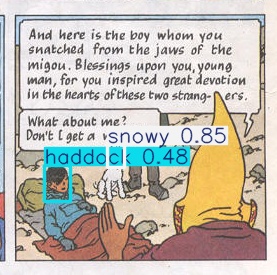 And here is the boy whom you
snatched from the jaws of the
migou. Blessings upon you, young
man, for you inspired great devotion
in the hearts of these two strang- ers.
What about me?
Don't I get a
snowy 0.85
haddock 0.48